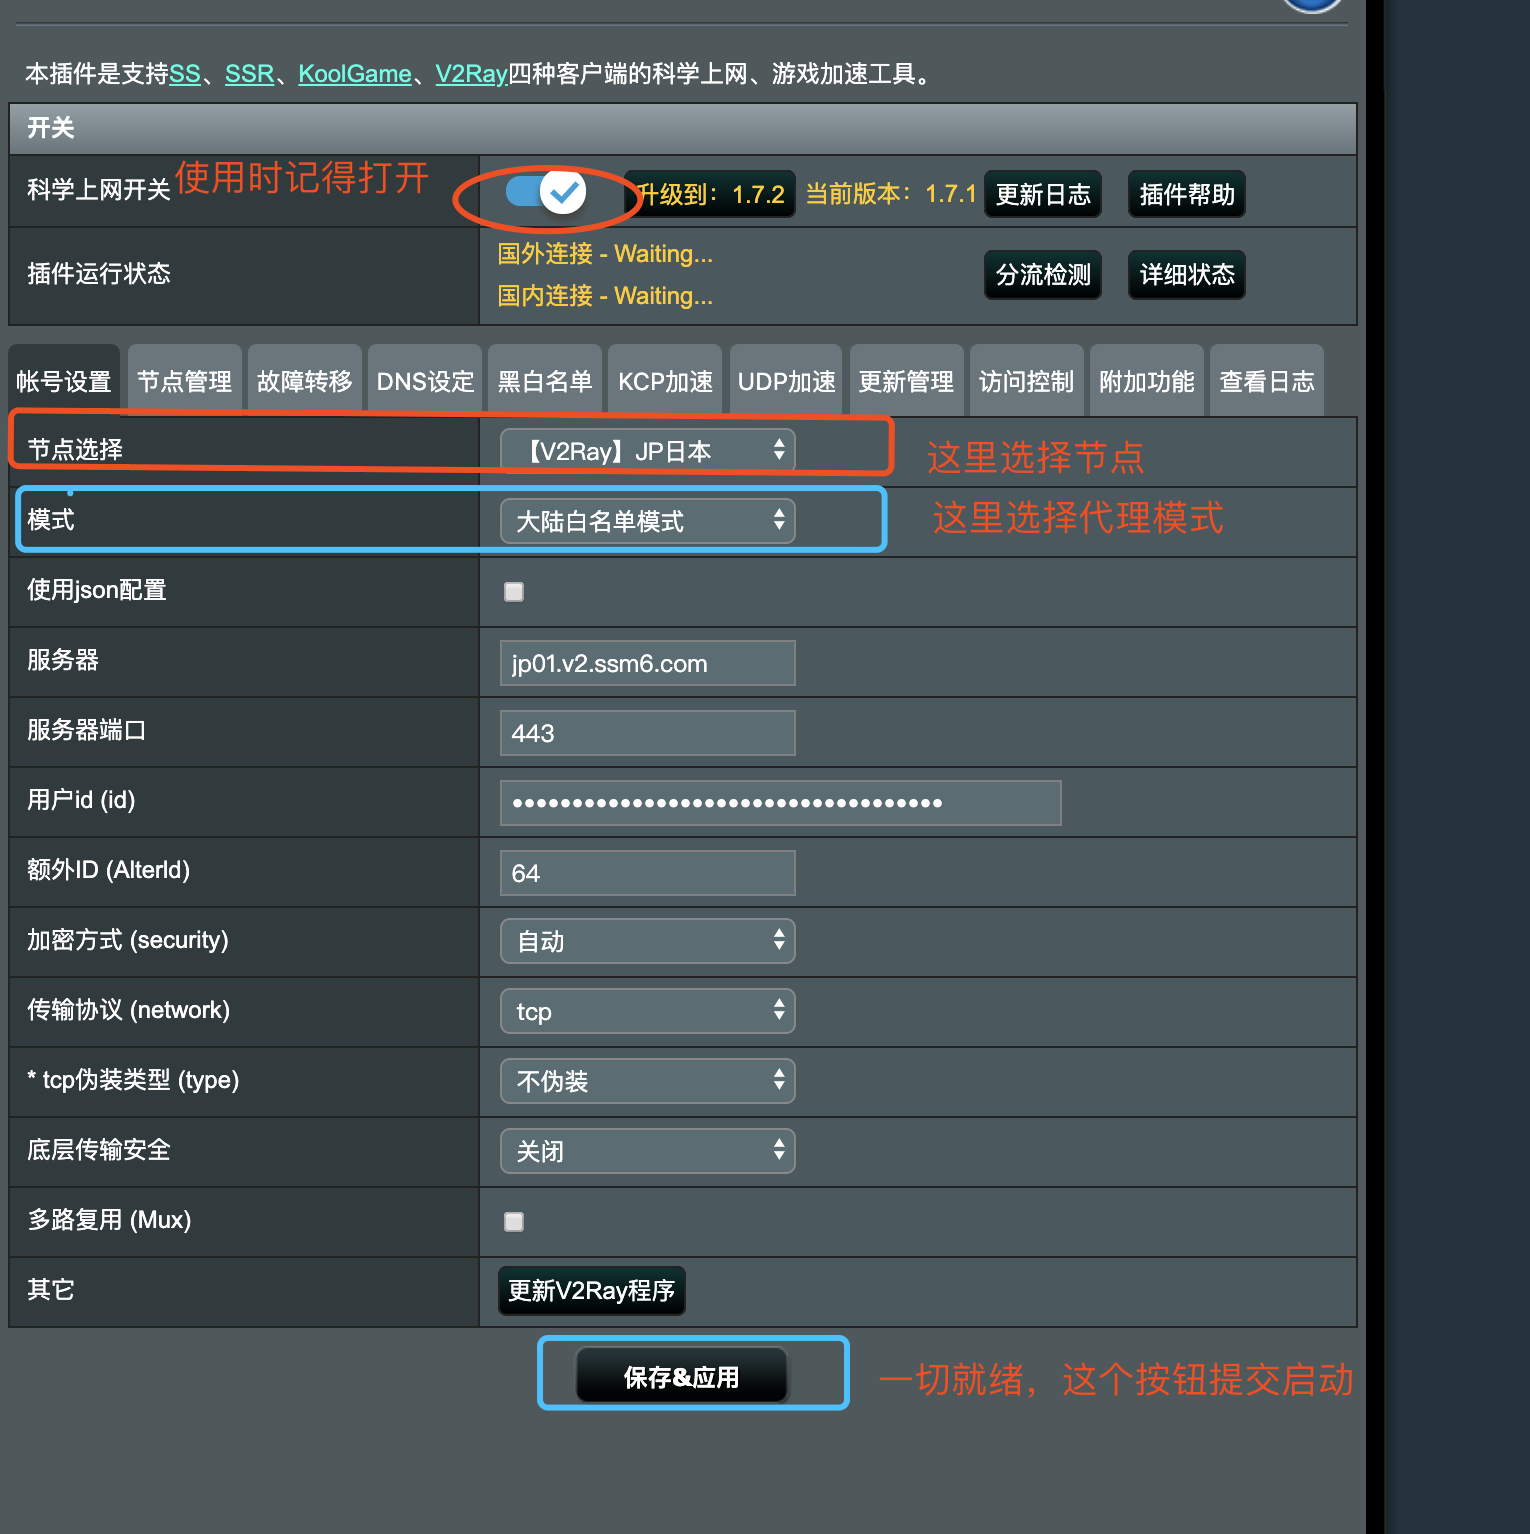 本插件是支持SS、SSR、KoolGame、V2Ray四种客户端的科学上网、游戏加速工具。
开关
科学上网开关 使用时记得打开 升级到：1.7.2 当前版本：1.7.1 更新日志 插件帮助
插件运行状态 国外连接 - Waiting... 分流检测 详细状态
国内连接 - Waiting...
帐号设置 节点管理 故障转移 DNS设定 黑白名单 KCP加速 UDP加速 更新管理 访问控制 附加功能 查看日志
节点选择 【V2Ray】JP日本 这里选择节点
模式 大陆白名单模式 这里选择代理模式
使用json配置
服务器 jp01.v2.ssm6.com
服务器端口 443
用户id (id) ••••••••••••••••••••••••••••••••••••
额外ID (AlterId) 64
加密方式 (security) 自动
传输协议 (network) tcp
* tcp伪装类型 (type) 不伪装
底层传输安全 关闭
多路复用 (Mux)
其它 更新V2Ray程序
保存&应用 一切就绪，这个按钮提交启动